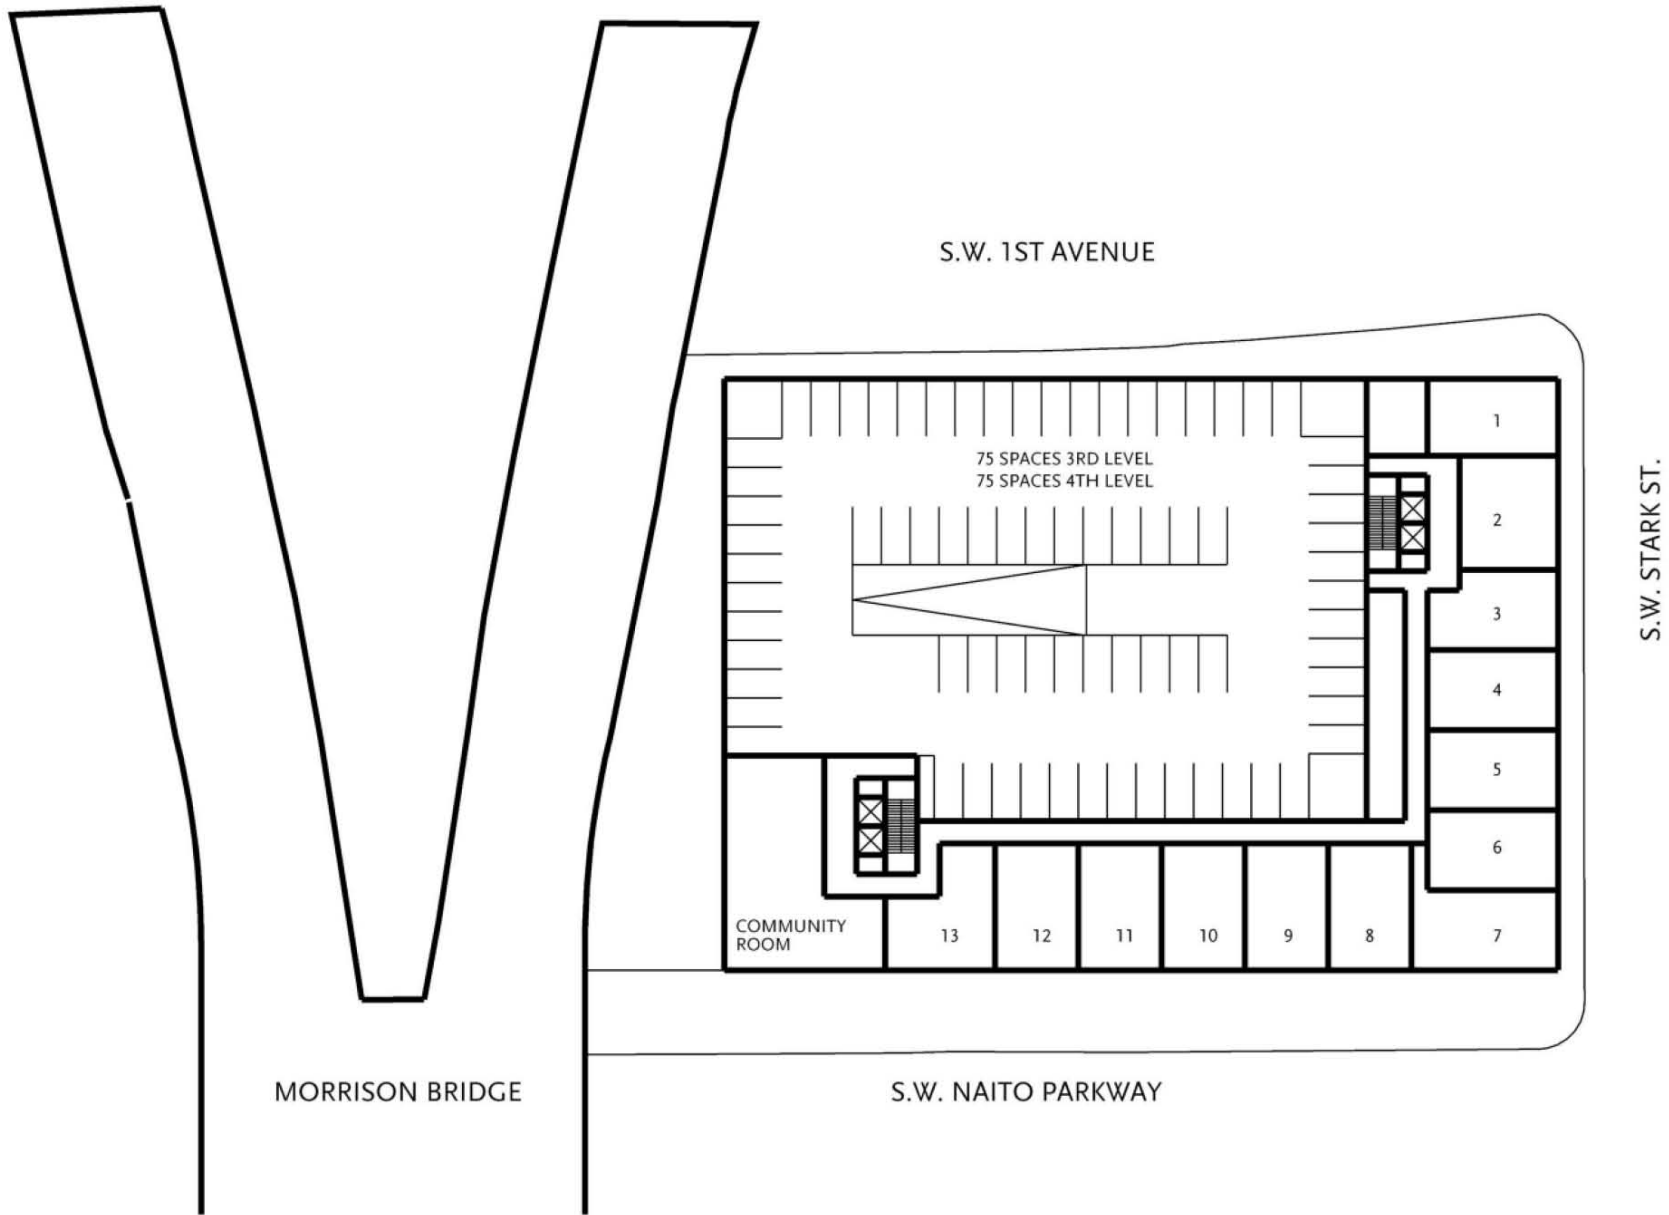 S.W. 1ST AVENUE
1
75 SPACES 3RD LEVEL
75 SPACES 4TH LEVEL
2
S.W. STARK ST.
3
4
5
6
COMMUNITY
ROOM
13
12
11
10
9
8
7
MORRISON BRIDGE
S.W. NAITO PARKWAY